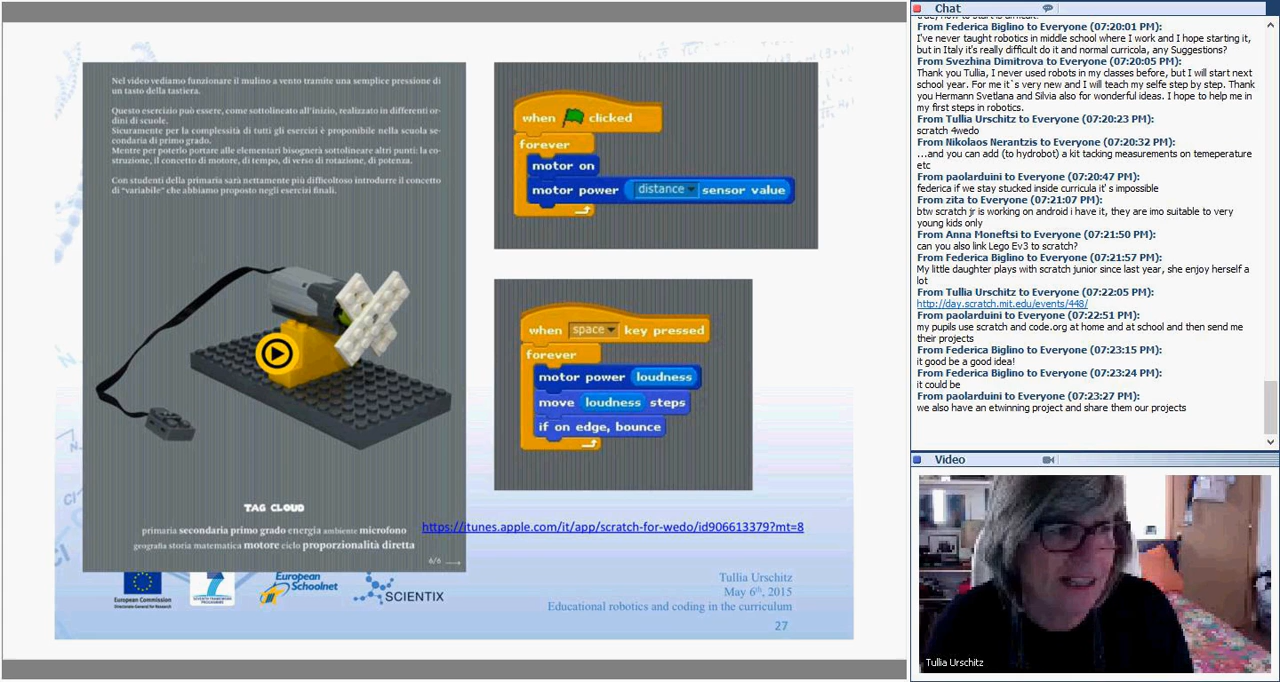 Nel video vediamo funzionare il mulino a vento tramite una semplice pressione di
un tasto della tastiera.
Questo esercizio può essere, come sottolineato all'inizio, realizzato in differenti or-
dini di scuole.
Sicuramente per la complessità di tutti gli esercizi è proponibile nella scuola se-
condaria di primo grado.
Mentre per poterlo portare alle elementari bisognerà sottolineare altri punti: la co-
struzione, il concetto di motore, di tempo, di verso di rotazione, di potenza.
Con studenti della primaria sarà nettamente più difficoltoso introdurre il concetto
di "variabile" che abbiamo proposto negli esercizi finali.
TAG CLOUD
primaria secondaria primo grado energia ambiente microfono
geografia storia matematica motore ciclo proporzionalità diretta
6/6
when clicked
forever
motor on
motor power distance sensor value
when space key pressed
forever
motor power loudness
move loudness steps
if on edge, bounce
https://itunes.apple.com/it/app/scratch-for-wedo/id906613379?mt=8
European Commission
European
Schoolnet
SCIENTIX
Tullia Urschitz
May 6th, 2015
Educational robotics and coding in the curriculum
27
Chat
From Federica Biglino to Everyone (07:20:01 PM):
I've never taught robotics in middle school where I work and I hope starting it,
but in Italy it's really difficult do it and normal curricola, any Suggestions?
From Svezhina Dimitrova to Everyone (07:20:05 PM):
Thank you Tullia, I never used robots in my classes before, but I will start next
school year. For me it`s very new and I will teach my selfe step by step. Thank
you Hermann Svetlana and Silvia also for wonderful ideas. I hope to help me in
my first steps in robotics.
From Tullia Urschitz to Everyone (07:20:23 PM):
scratch 4wedo
From Nikolaos Nerantzis to Everyone (07:20:32 PM):
...and you can add (to hydrobot) a kit tacking measurements on temeperature
etc
From paolarduini to Everyone (07:20:47 PM):
federica if we stay stucked inside curricula it' s impossible
From zita to Everyone (07:21:07 PM):
btw scratch jr is working on android i have it, they are imo suitable to very
young kids only
From Anna Moneftsi to Everyone (07:21:50 PM):
can you also link Lego Ev3 to scratch?
From Federica Biglino to Everyone (07:21:57 PM):
My little daughter plays with scratch junior since last year, she enjoy herself a
lot
From Tullia Urschitz to Everyone (07:22:05 PM):
http://day.scratch.mit.edu/events/448/
From paolarduini to Everyone (07:22:51 PM):
my pupils use scratch and code.org at home and at school and then send me
their projects
From Federica Biglino to Everyone (07:23:15 PM):
it good be a good idea!
From Federica Biglino to Everyone (07:23:24 PM):
it could be
From paolarduini to Everyone (07:23:27 PM):
we also have an etwinning project and share them our projects
Video
Tullia Urschitz